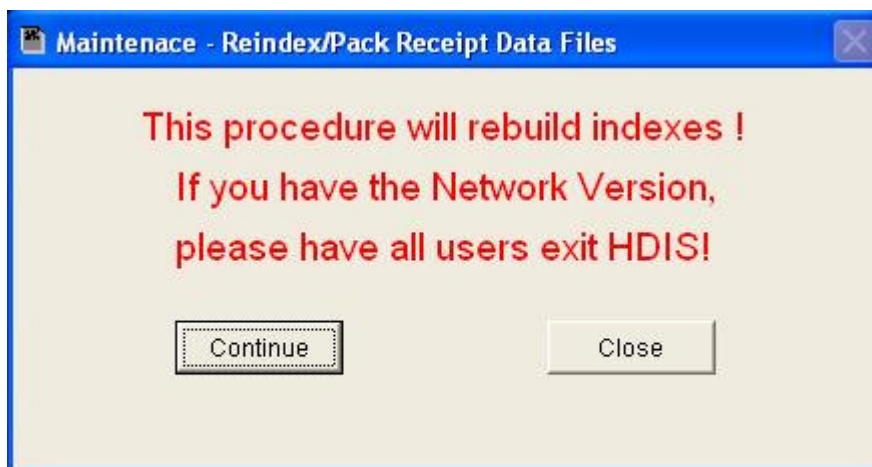 Maintenace - Reindex/Pack Receipt Data Files
This procedure will rebuild indexes !
If you have the Network Version,
please have all users exit HDIS!
Continue
Close